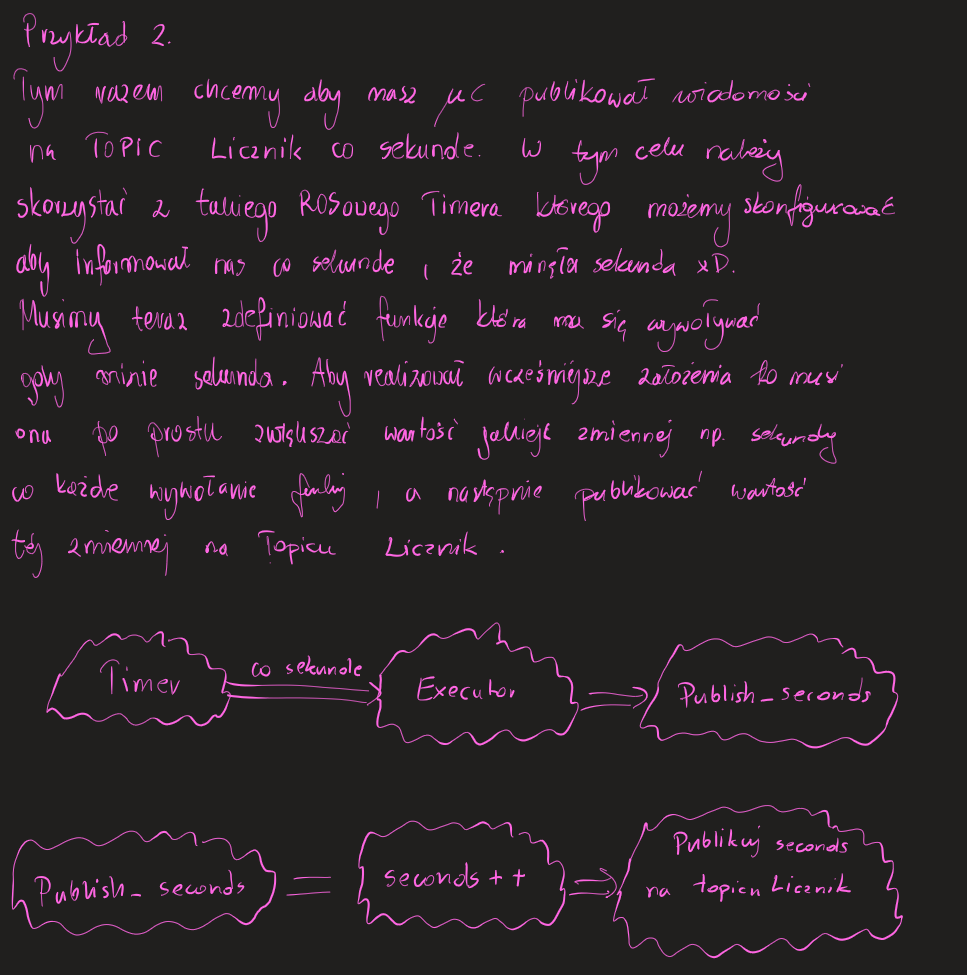 Przykład 2.
Tym razem chcemy aby nasz μC publikował wiadomości
na TOPIC Licznik co sekunde. W tym celu należy
skorzystać z takiego ROSowego Timera którego możemy skonfigurować
aby informował nas co sekunde, że minęła sekunda xD.
Musimy teraz zdefiniować funkcje która ma się wywoływać
gdy minie sekunda. Aby realizował wcześniejsze założenia to musi
ona po prostu zwiększać wartość jakiejś zmiennej np. sekundy
co każde wywołanie funkcji, a następnie publikować wartość
tej zmiennej na Topicu Licznik.
Timer co sekunde Executor Publish_seconds
Publish_seconds = seconds++ Publikuj seconds
na topicu Licznik